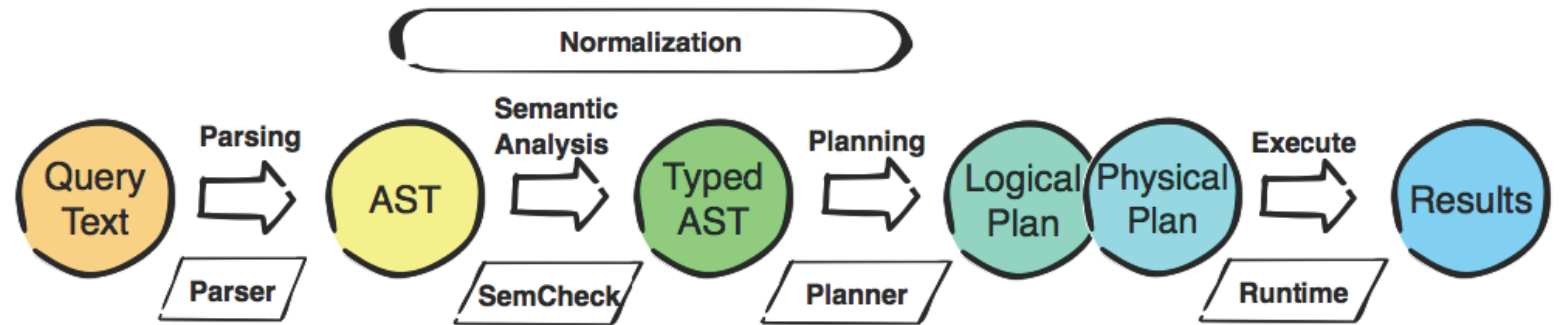 Normalization
Parsing
Semantic
Analysis
Planning
Execute
Query
Text
AST
Typed
AST
Logical
Plan
Physical
Plan
Results
Parser
SemCheck
Planner
Runtime